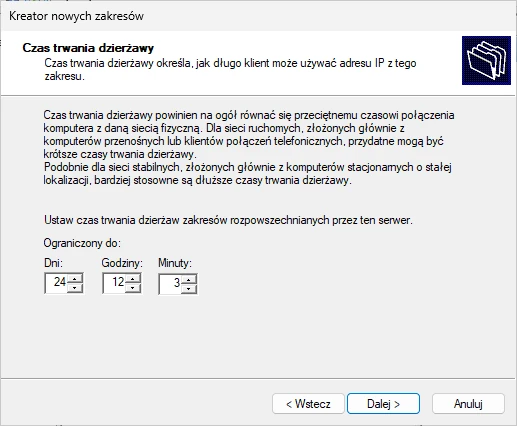 Kreator nowych zakresów
Czas trwania dzierżawy
Czas trwania dzierżawy określa, jak długo klient może używać adresu IP z tego
zakresu.
Czas trwania dzierżawy powinien na ogół równać się przeciętnemu czasowi połączenia
komputera z daną siecią fizyczną. Dla sieci ruchomych, złożonych głównie z
komputerów przenośnych lub klientów połączeń telefonicznych, przydatne mogą być
krótsze czasy trwania dzierżawy.
Podobnie dla sieci stabilnych, złożonych głównie z komputerów stacjonarnych o stałej
lokalizacji, bardziej stosowne są dłuższe czasy trwania dzierżawy.
Ustaw czas trwania dzierżaw zakresów rozpowszechnianych przez ten serwer.
Ograniczony do:
Dni: Godziny: Minuty:
24 12 3
< Wstecz Dalej > Anuluj